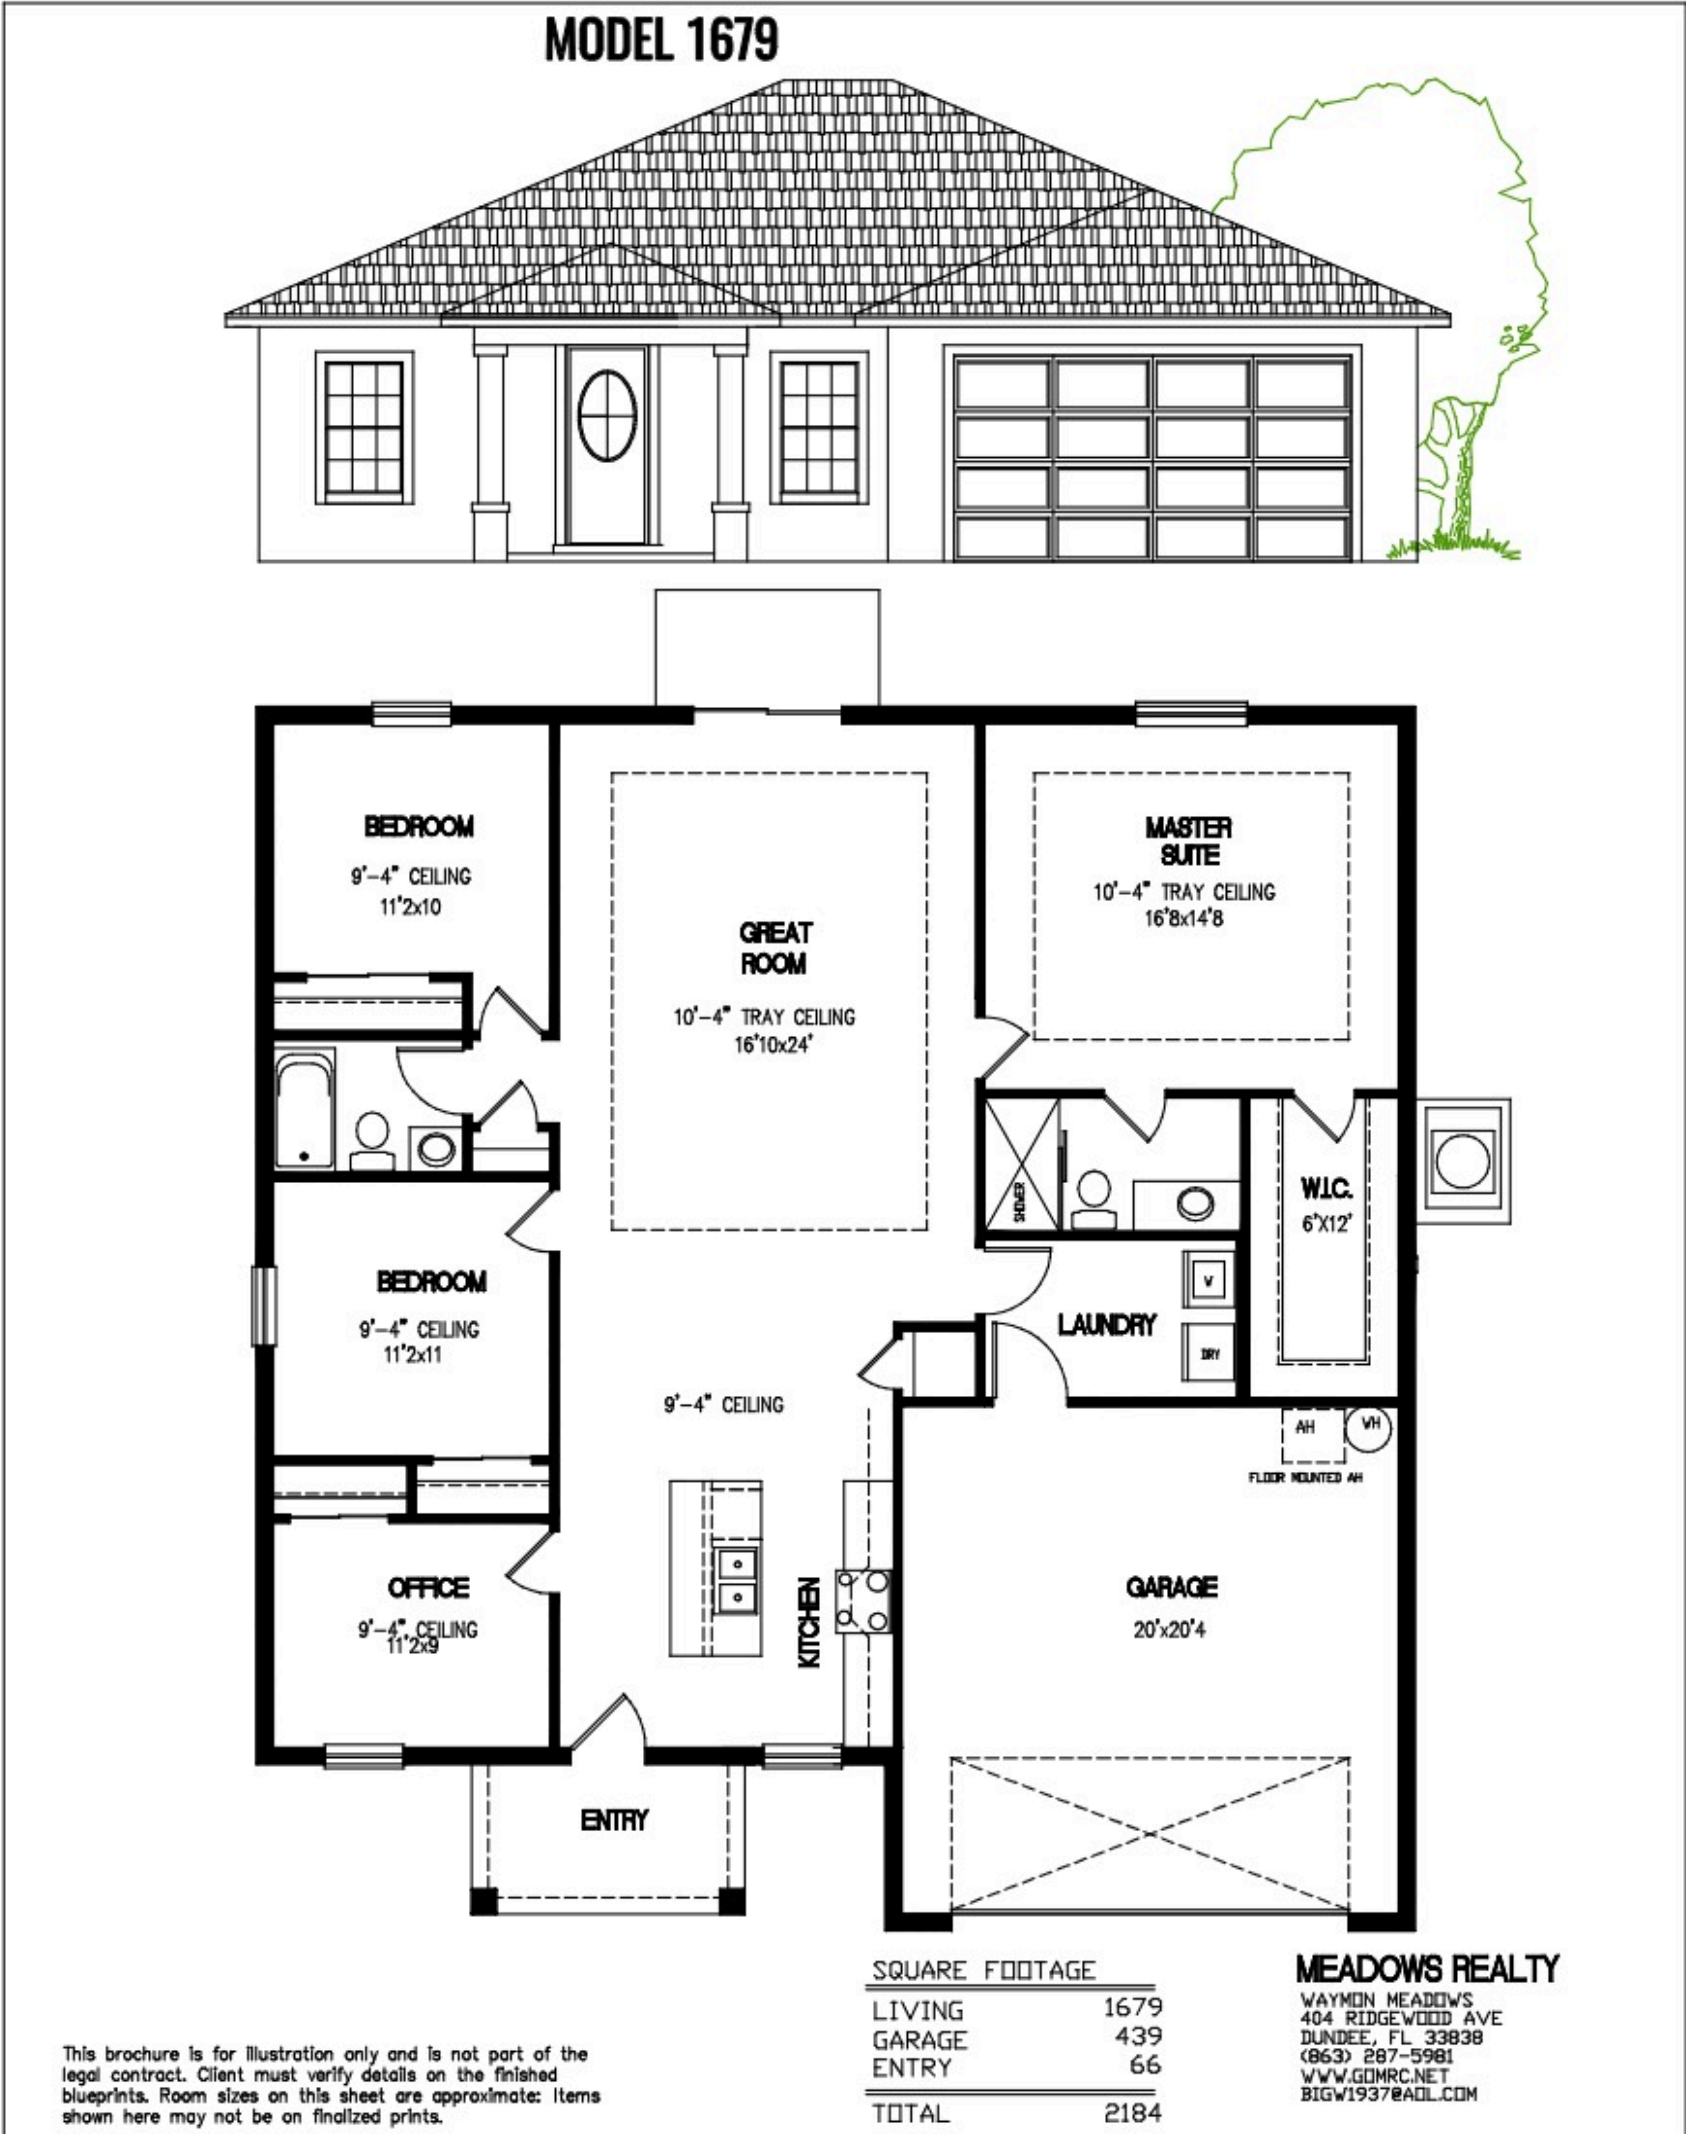 MODEL 1679
BEDROOM
9'-4" CEILING
11'2x10
GREAT
ROOM
10'-4" TRAY CEILING
16'10x24'
MASTER
SUITE
10'-4" TRAY CEILING
16'8x14'8
SHOWER
W.I.C.
6'X12'
BEDROOM
9'-4" CEILING
11'2x11
W
LAUNDRY
DRY
9'-4" CEILING
AH
WH
FLOOR MOUNTED AH
OFFICE
9'-4" CEILING
11'2x9
KITCHEN
GARAGE
20'x20'4
ENTRY
SQUARE FOOTAGE
LIVING 1679
GARAGE 439
ENTRY 66
TOTAL 2184
MEADOWS REALTY
WAYMON MEADOWS
404 RIDGEWOOD AVE
DUNDEE, FL 33838
(863) 287-5981
WWW.GOMRC.NET
BIGW1937@AOL.COM
This brochure is for illustration only and is not part of the
legal contract. Client must verify details on the finished
blueprints. Room sizes on this sheet are approximate: Items
shown here may not be on finalized prints.